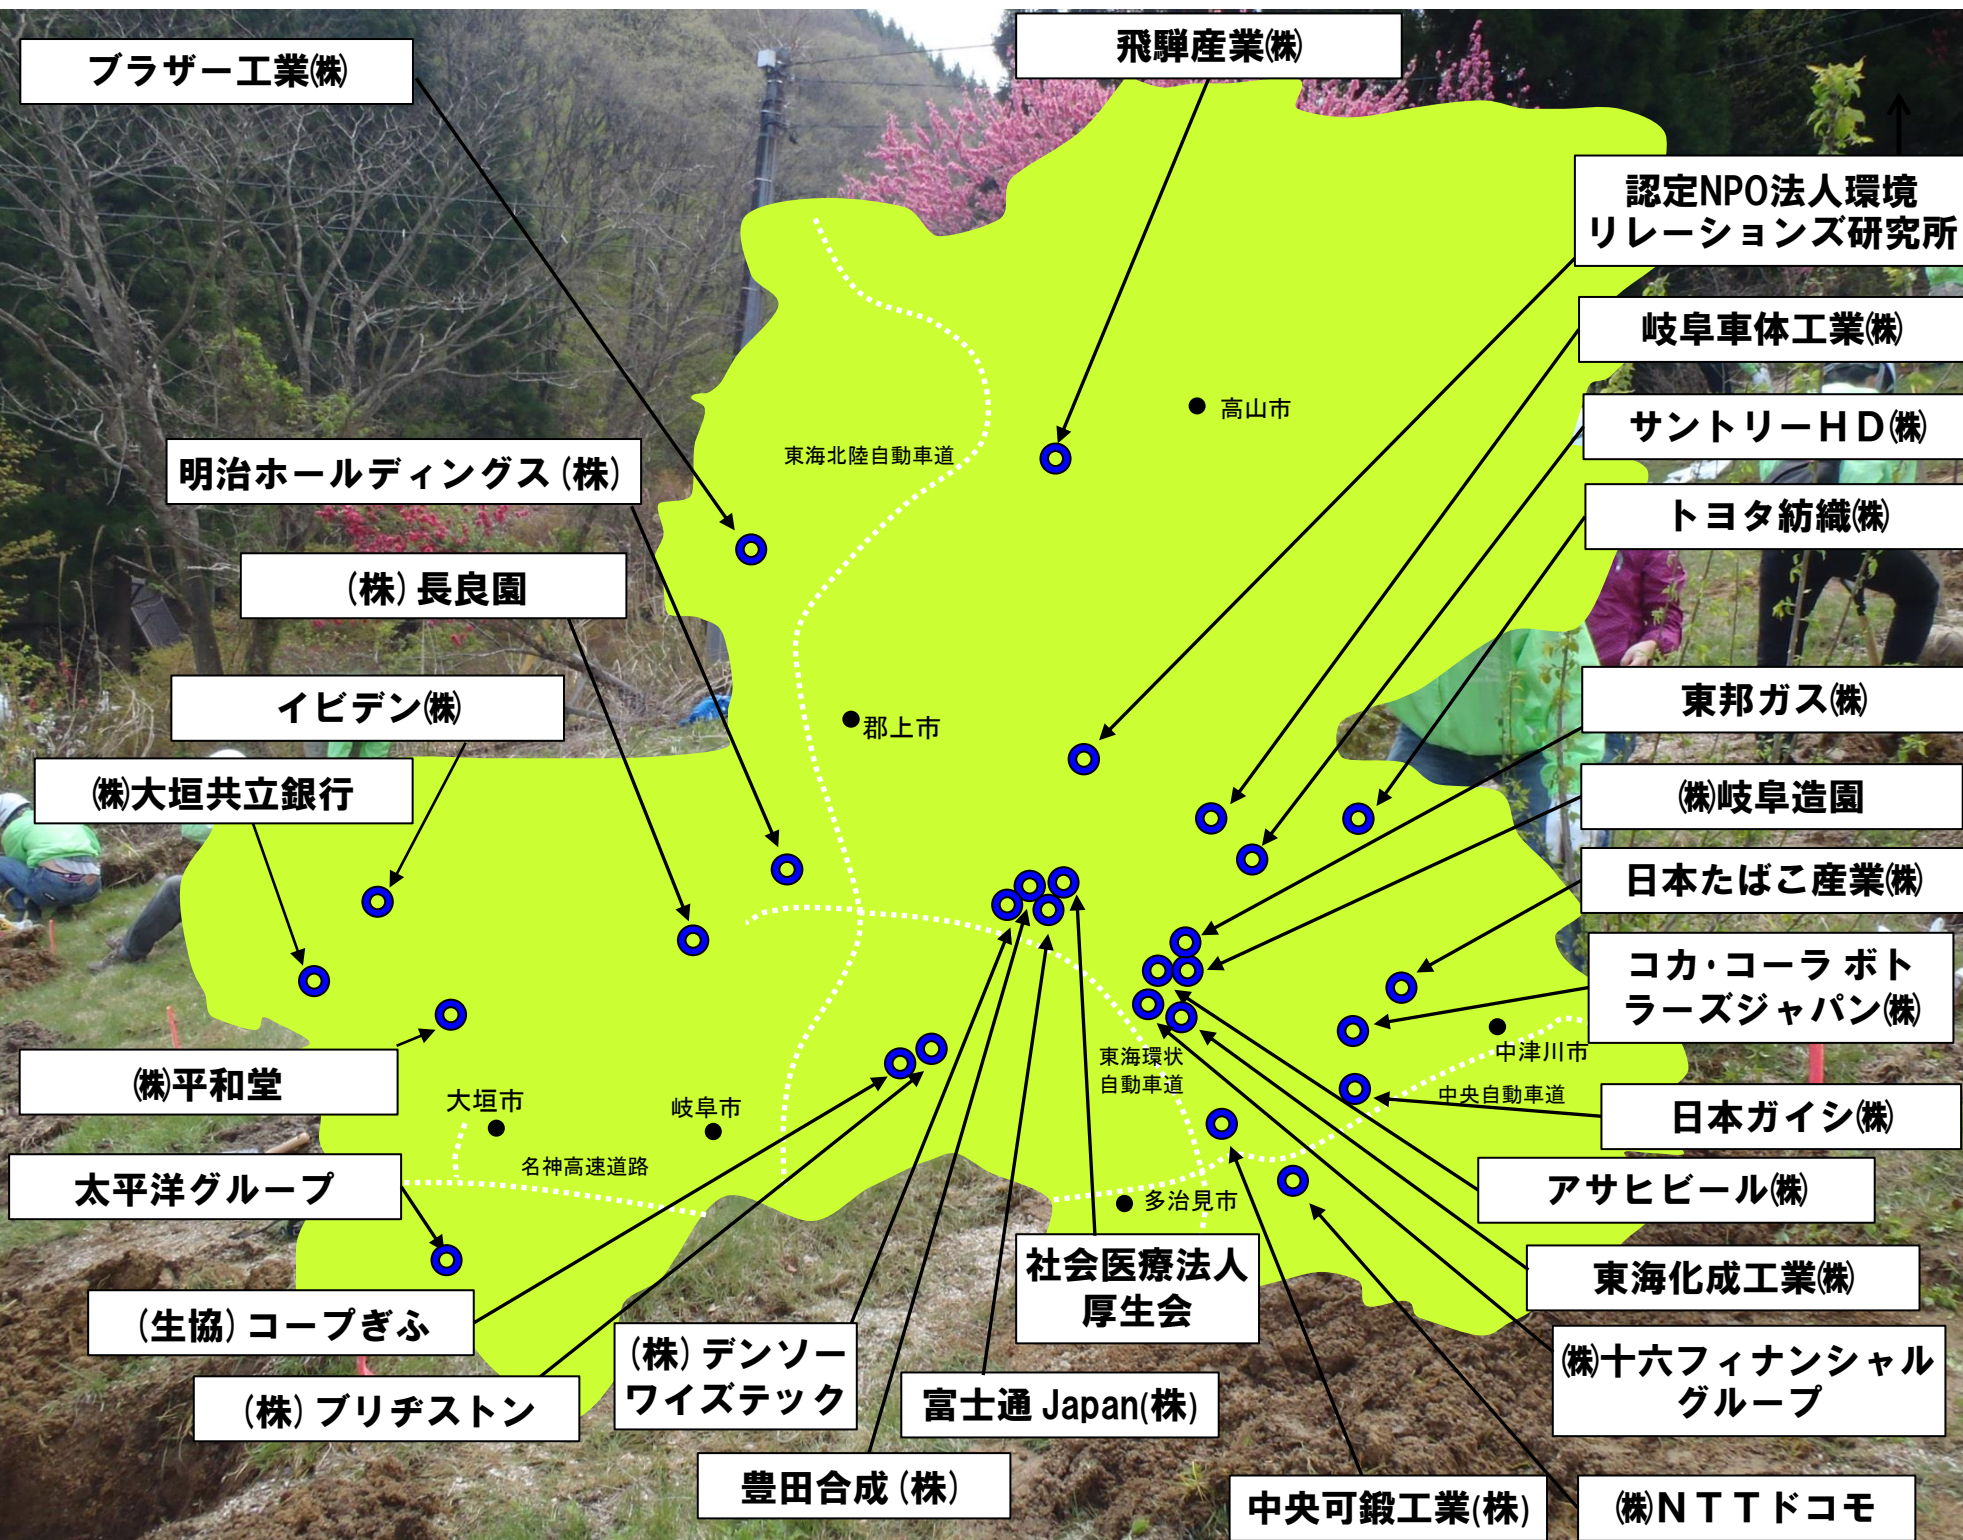 ブラザー工業㈱
飛騨産業㈱
認定NPO法人環境
リレーションズ研究所
岐阜車体工業㈱
サントリーＨＤ㈱
トヨタ紡織㈱
高山市
東海北陸自動車道
明治ホールディングス(株)
(株)長良園
イビデン㈱
㈱大垣共立銀行
郡上市
東邦ガス㈱
㈱岐阜造園
日本たばこ産業㈱
コカ・コーラ ボト
ラーズジャパン㈱
中津川市
中央自動車道
日本ガイシ㈱
東海環状
自動車道
㈱平和堂
大垣市
岐阜市
名神高速道路
多治見市
太平洋グループ
アサヒビール㈱
東海化成工業㈱
㈱十六フィナンシャル
グループ
社会医療法人
厚生会
(生協)コープぎふ
(株)ブリヂストン
(株)デンソー
ワイズテック
富士通 Japan(株)
豊田合成(株)
中央可鍛工業(株)
㈱ＮＴＴドコモ